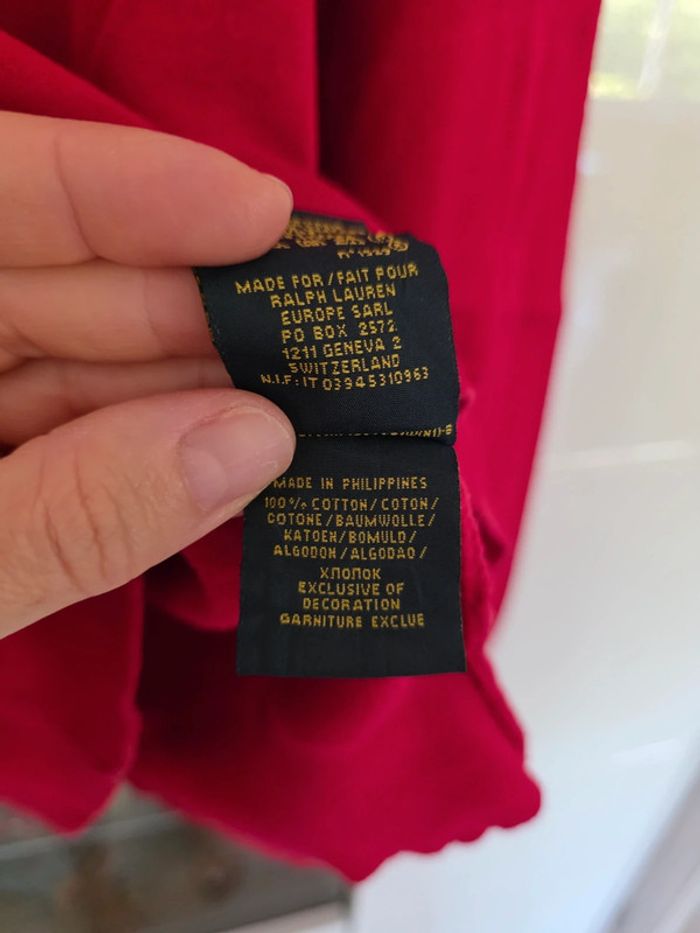 MADE FOR/FAIT POUR
RALPH LAUREN
EUROPE SARL
PO BOX 2572
1211 GENEVA 2
SWITZERLAND
N.I.F: IT 03945310963
MADE IN PHILIPPINES
100% COTTON/COTON/
COTONE/BAUMWOLLE/
KATOEN/BOMULD/
ALGODON/ALGODAO/
ХЛОПОК
EXCLUSIVE OF
DECORATION
GARNITURE EXCLUE